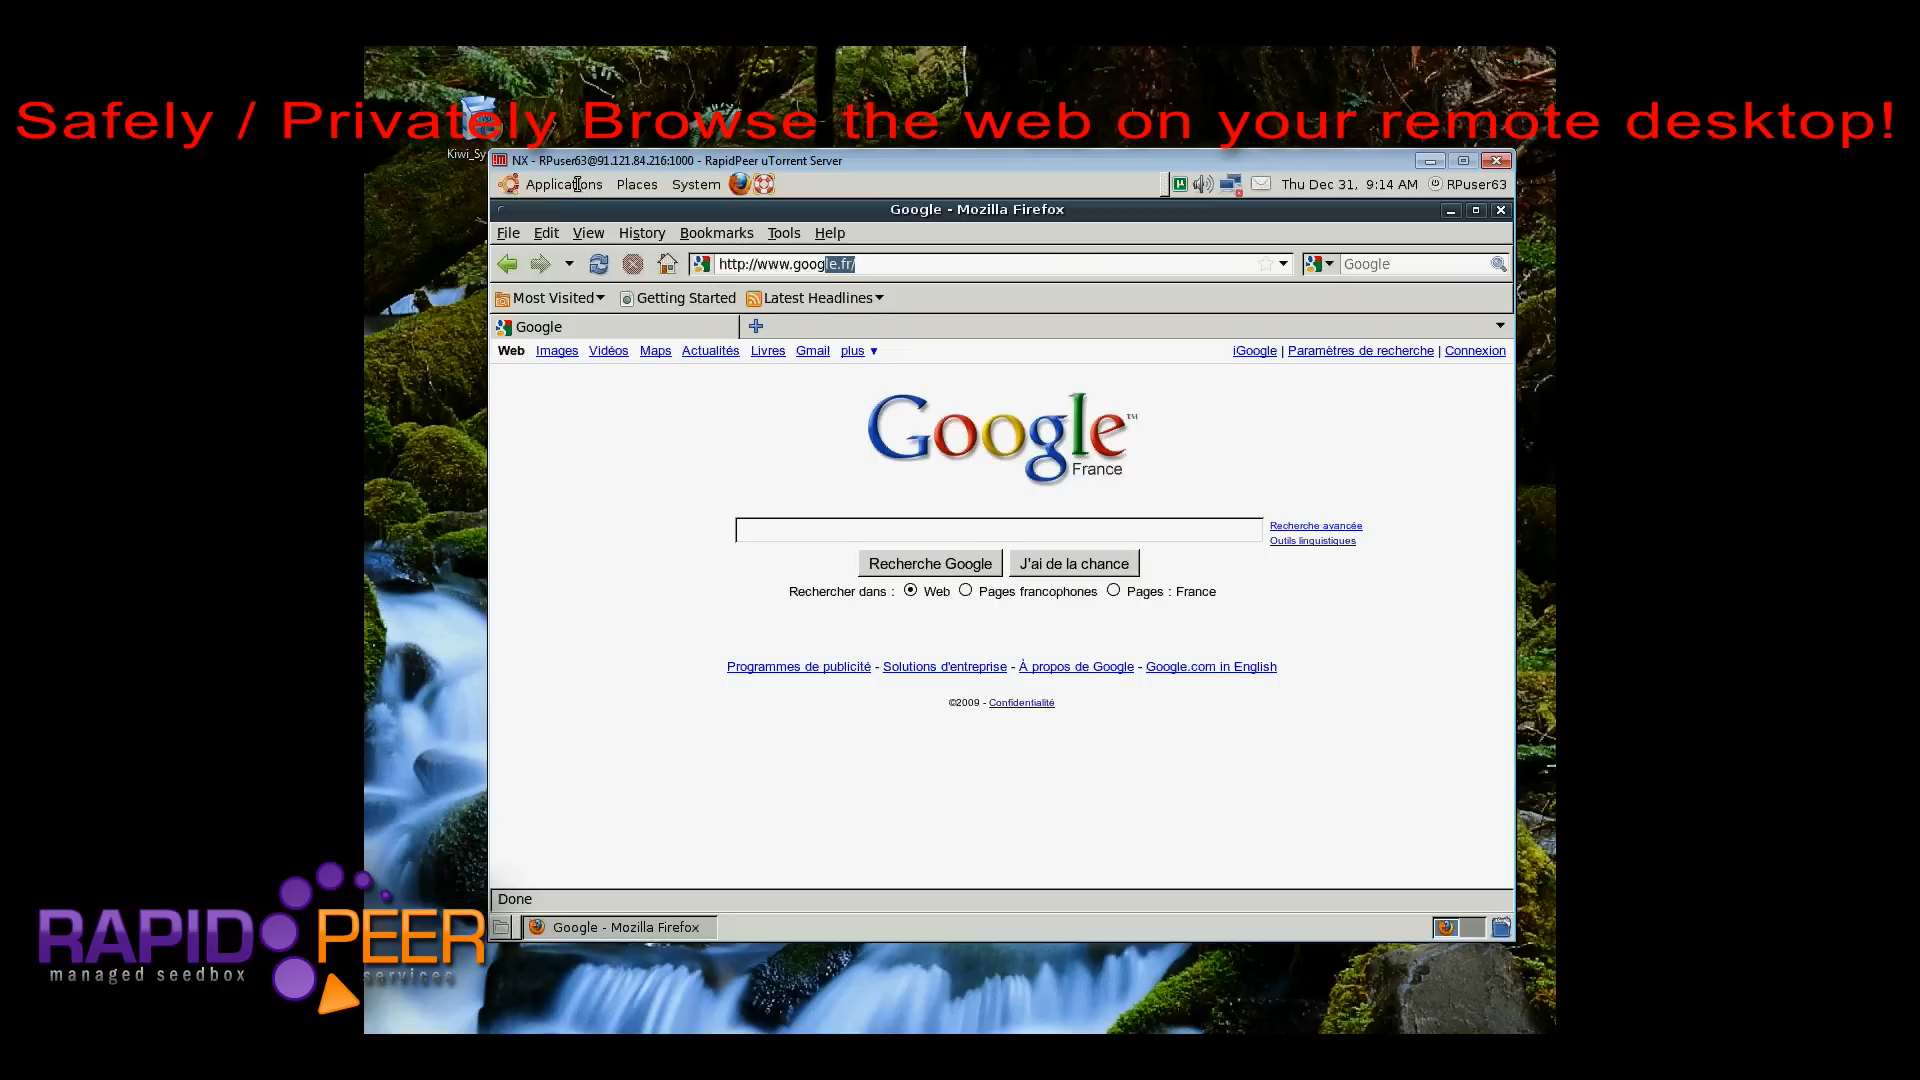 Safely / Privately Browse the web on your remote desktop!
Kiwi_Sy
NX - RPuser63@91.121.84.216:1000 - RapidPeer uTorrent Server
Applications Places System Thu Dec 31, 9:14 AM RPuser63
Google - Mozilla Firefox
File Edit View History Bookmarks Tools Help
http://www.google.fr/ Google
Most Visited Getting Started Latest Headlines
Google
Web Images Vidéos Maps Actualités Livres Gmail plus ▼ iGoogle | Paramètres de recherche | Connexion
Google™
France
Recherche avancée
Outils linguistiques
Recherche Google J'ai de la chance
Rechercher dans : Web Pages francophones Pages : France
Programmes de publicité - Solutions d'entreprise - À propos de Google - Google.com in English
©2009 - Confidentialité
Done
Google - Mozilla Firefox
RAPID PEER
managed seedbox services